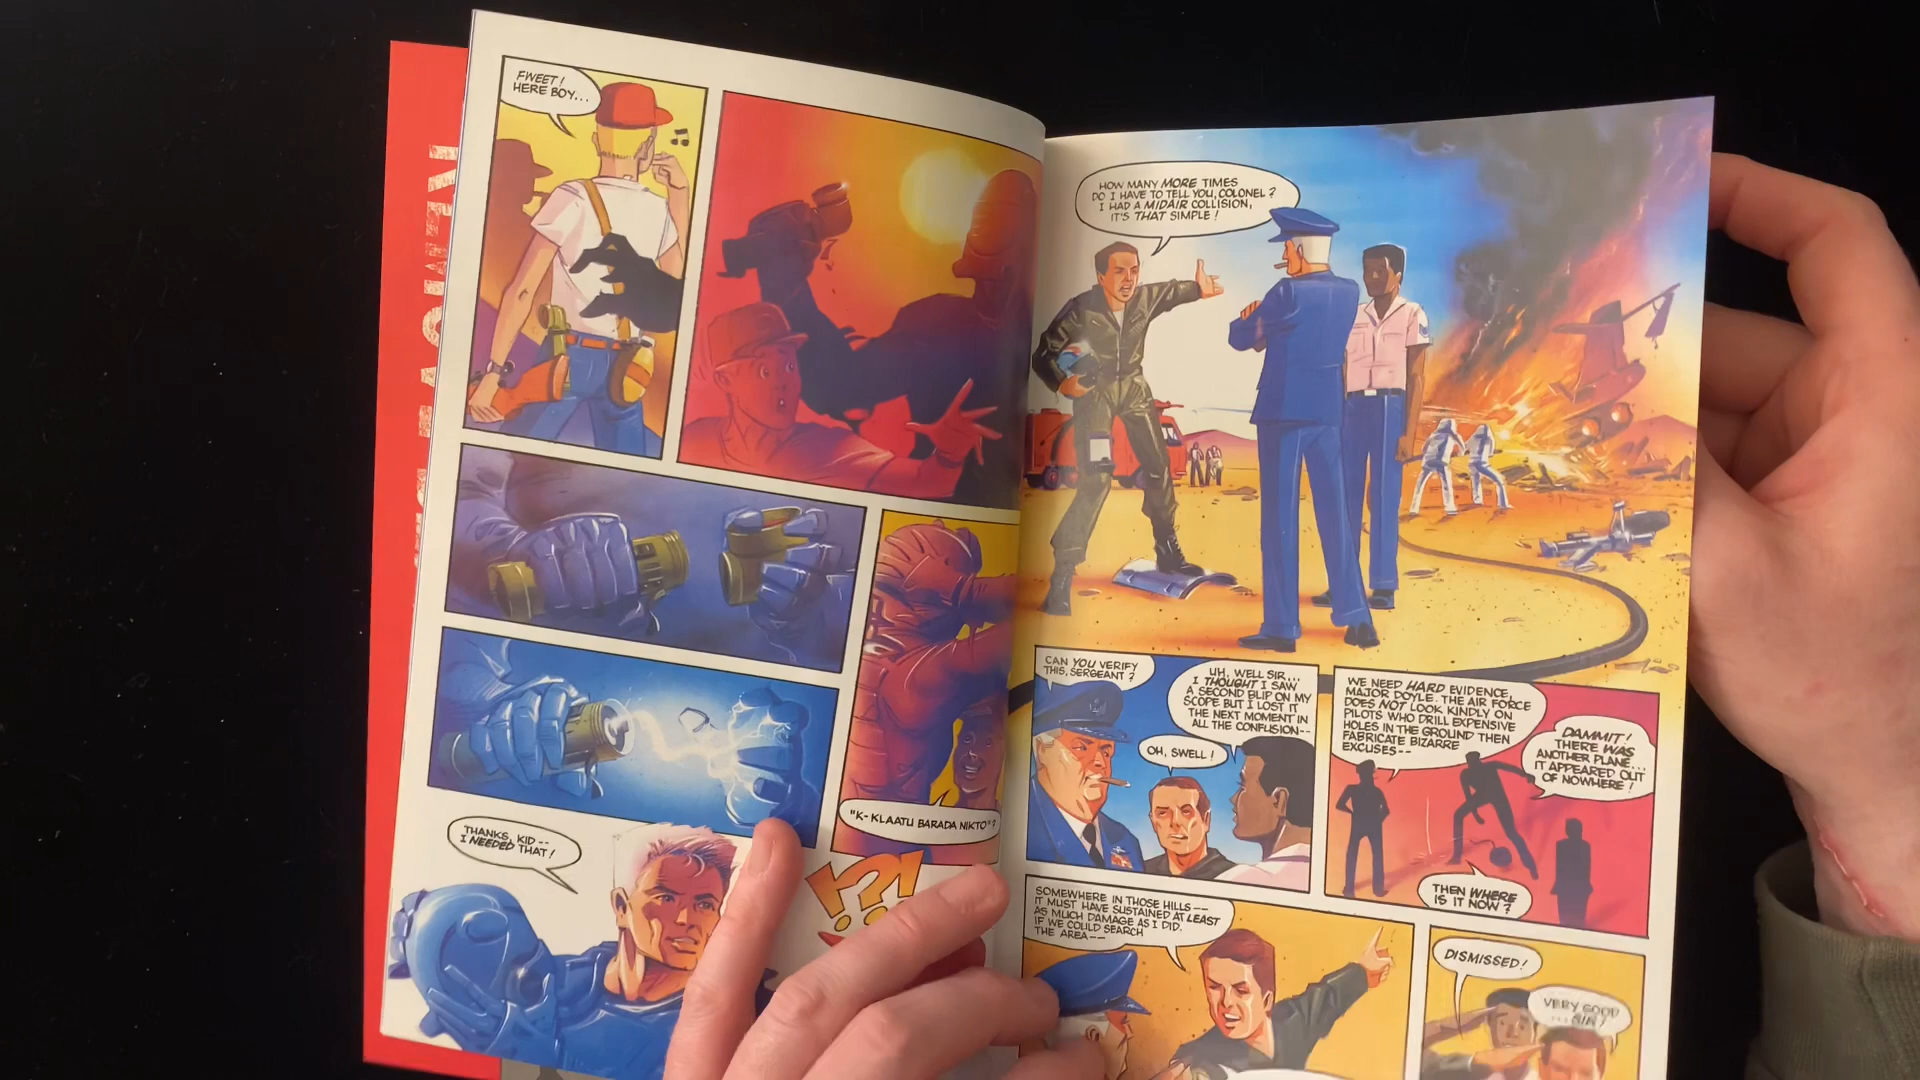 FWEET!
HERE BOY...
"K-KLAATU BARADA NIKTO"?
THANKS, KID--
I NEEDED THAT!
!?!
HOW MANY MORE TIMES
DO I HAVE TO TELL YOU, COLONEL?
I HAD A MIDAIR COLLISION,
IT'S THAT SIMPLE!
CAN YOU VERIFY
THIS, SERGEANT?
UH, WELL SIR...
I THOUGHT I SAW
A SECOND BLIP ON MY
SCOPE BUT I LOST IT
THE NEXT MOMENT IN
ALL THE CONFUSION--
OH, SWELL!
WE NEED HARD EVIDENCE,
MAJOR DOYLE. THE AIR FORCE
DOES NOT LOOK KINDLY ON
PILOTS WHO DRILL EXPENSIVE
HOLES IN THE GROUND THEN
FABRICATE BIZARRE
EXCUSES--
DAMMIT!
THERE WAS
ANOTHER PLANE...
IT APPEARED OUT
OF NOWHERE!
THEN WHERE
IS IT NOW?
SOMEWHERE IN THOSE HILLS--
IT MUST HAVE SUSTAINED AT LEAST
AS MUCH DAMAGE AS I DID.
IF WE COULD SEARCH
THE AREA--
DISMISSED!
VERY GOOD
...SIR!